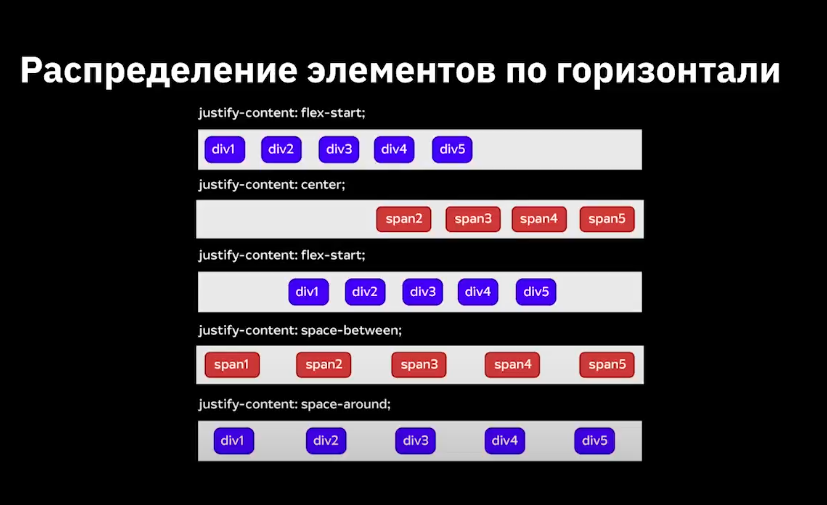 Распределение элементов по горизонтали
justify-content: flex-start;
div1 div2 div3 div4 div5
justify-content: center;
span2 span3 span4 span5
justify-content: flex-start;
div1 div2 div3 div4 div5
justify-content: space-between;
span1 span2 span3 span4 span5
justify-content: space-around;
div1 div2 div3 div4 div5